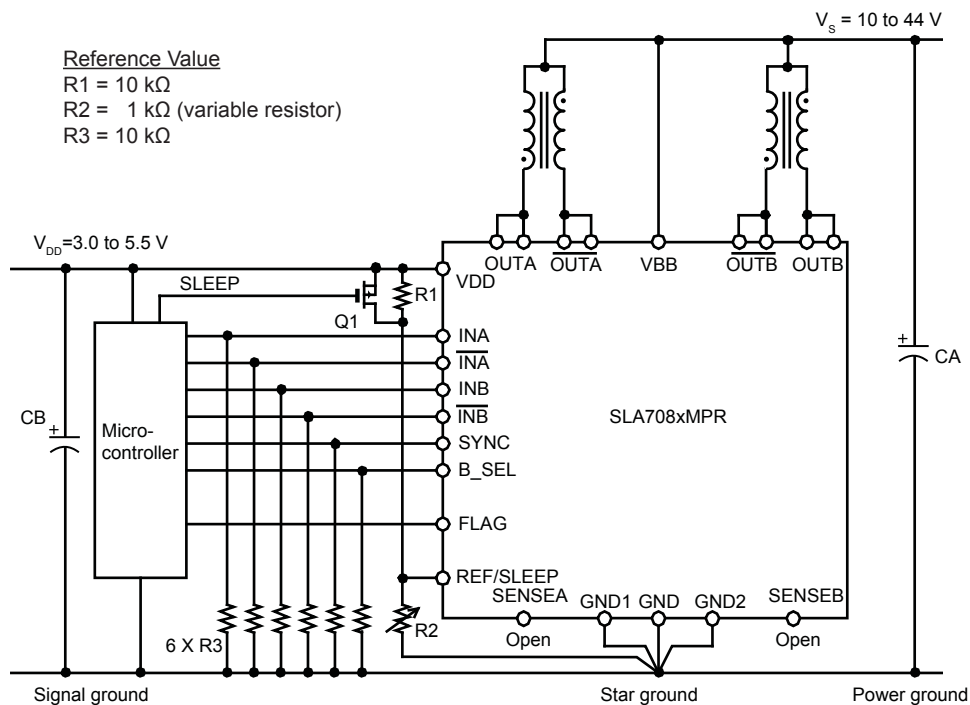 V_S = 10 to 44 V
Reference Value
R1 = 10 kΩ
R2 = 1 kΩ (variable resistor)
R3 = 10 kΩ
V_DD=3.0 to 5.5 V
OUTA
OUTA
VBB
OUTB
OUTB
VDD
SLEEP
R1
Q1
INA
INA
INB
INB
SYNC
B_SEL
FLAG
REF/SLEEP
SLA708xMPR
CA
+
CB
+
Micro-
controller
SENSEA
GND1
GND
GND2
SENSEB
Open
Open
R2
6 X R3
Signal ground
Star ground
Power ground